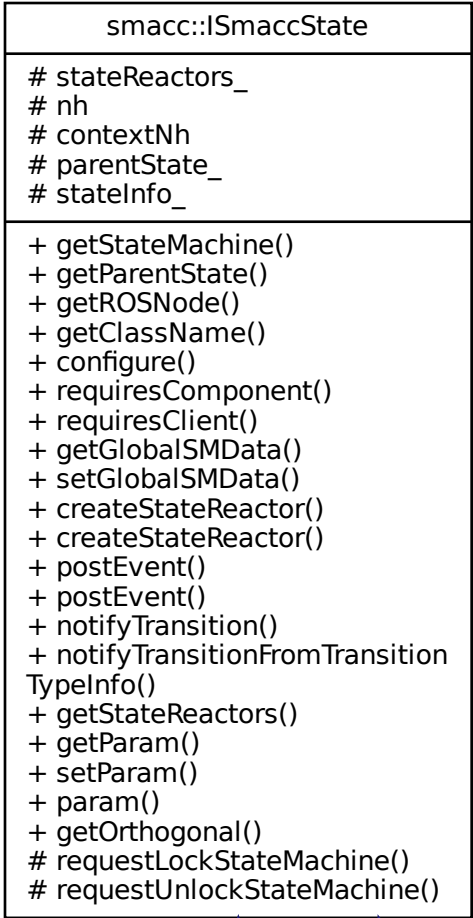 smacc::ISmaccState
# stateReactors_
# nh
# contextNh
# parentState_
# stateInfo_
+ getStateMachine()
+ getParentState()
+ getROSNode()
+ getClassName()
+ configure()
+ requiresComponent()
+ requiresClient()
+ getGlobalSMData()
+ setGlobalSMData()
+ createStateReactor()
+ createStateReactor()
+ postEvent()
+ postEvent()
+ notifyTransition()
+ notifyTransitionFromTransition
TypeInfo()
+ getStateReactors()
+ getParam()
+ setParam()
+ param()
+ getOrthogonal()
# requestLockStateMachine()
# requestUnlockStateMachine()